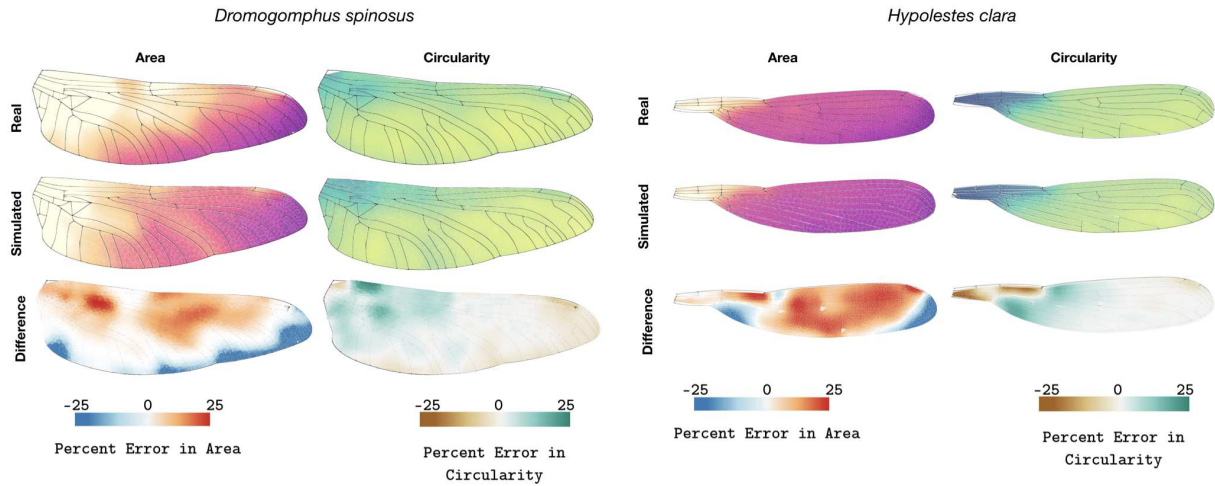 Dromogomphus spinosus
Hypolestes clara
Area
Circularity
Area
Circularity
Real
Simulated
Difference
Real
Simulated
Difference
-25 0 25
Percent Error in Area
-25 0 25
Percent Error in
Circularity
-25 0 25
Percent Error in Area
-25 0 25
Percent Error in
Circularity